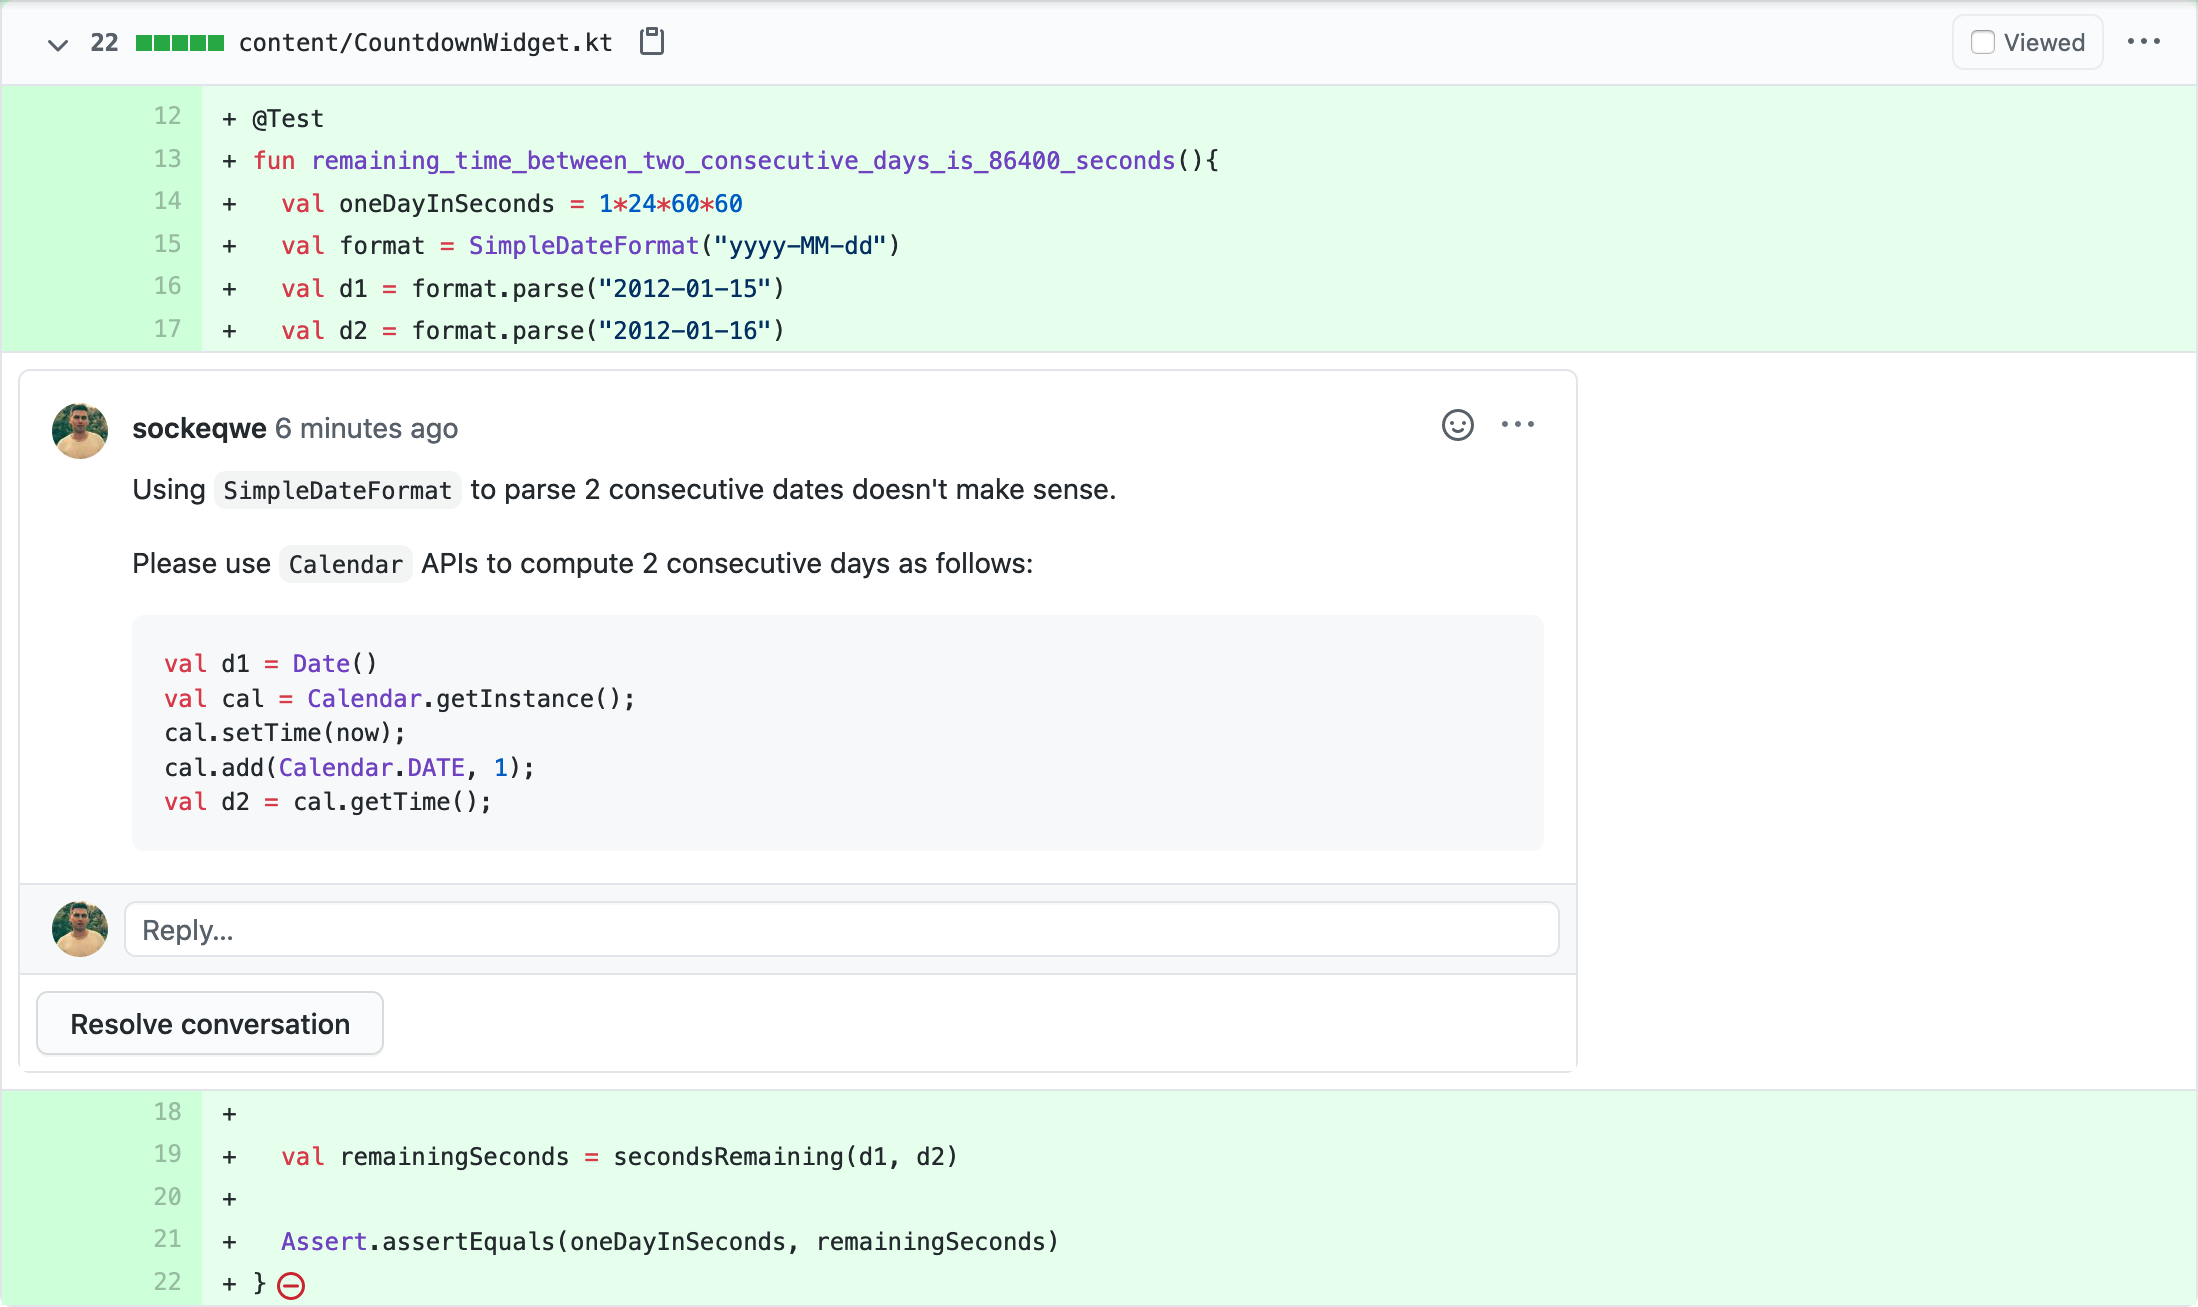 22 content/CountdownWidget.kt Viewed
12 + @Test
13 + fun remaining_time_between_two_consecutive_days_is_86400_seconds(){
14 +   val oneDayInSeconds = 1*24*60*60
15 +   val format = SimpleDateFormat("yyyy-MM-dd")
16 +   val d1 = format.parse("2012-01-15")
17 +   val d2 = format.parse("2012-01-16")
sockeqwe 6 minutes ago
Using SimpleDateFormat to parse 2 consecutive dates doesn't make sense.
Please use Calendar APIs to compute 2 consecutive days as follows:
val d1 = Date()
val cal = Calendar.getInstance();
cal.setTime(now);
cal.add(Calendar.DATE, 1);
val d2 = cal.getTime();
Reply...
Resolve conversation
18 +
19 +   val remainingSeconds = secondsRemaining(d1, d2)
20 +
21 +   Assert.assertEquals(oneDayInSeconds, remainingSeconds)
22 + }